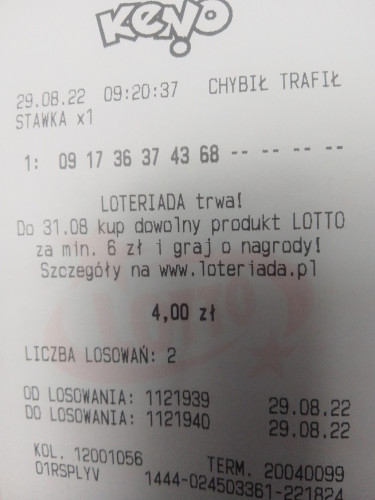 KENO
29.08.22 09:20:37 CHYBIŁ TRAFIŁ
STAWKA x1
1: 09 17 36 37 43 68 -- -- -- --
LOTERIADA trwa!
Do 31.08 kup dowolny produkt LOTTO
za min. 6 zł i graj o nagrody!
Szczegóły na www.loteriada.pl
4,00 zł
LICZBA LOSOWAŃ: 2
OD LOSOWANIA: 1121939 29.08.22
DO LOSOWANIA: 1121940 29.08.22
KOL. 12001056 TERM. 20040099
01RSPLYV 1444-024503361-221824